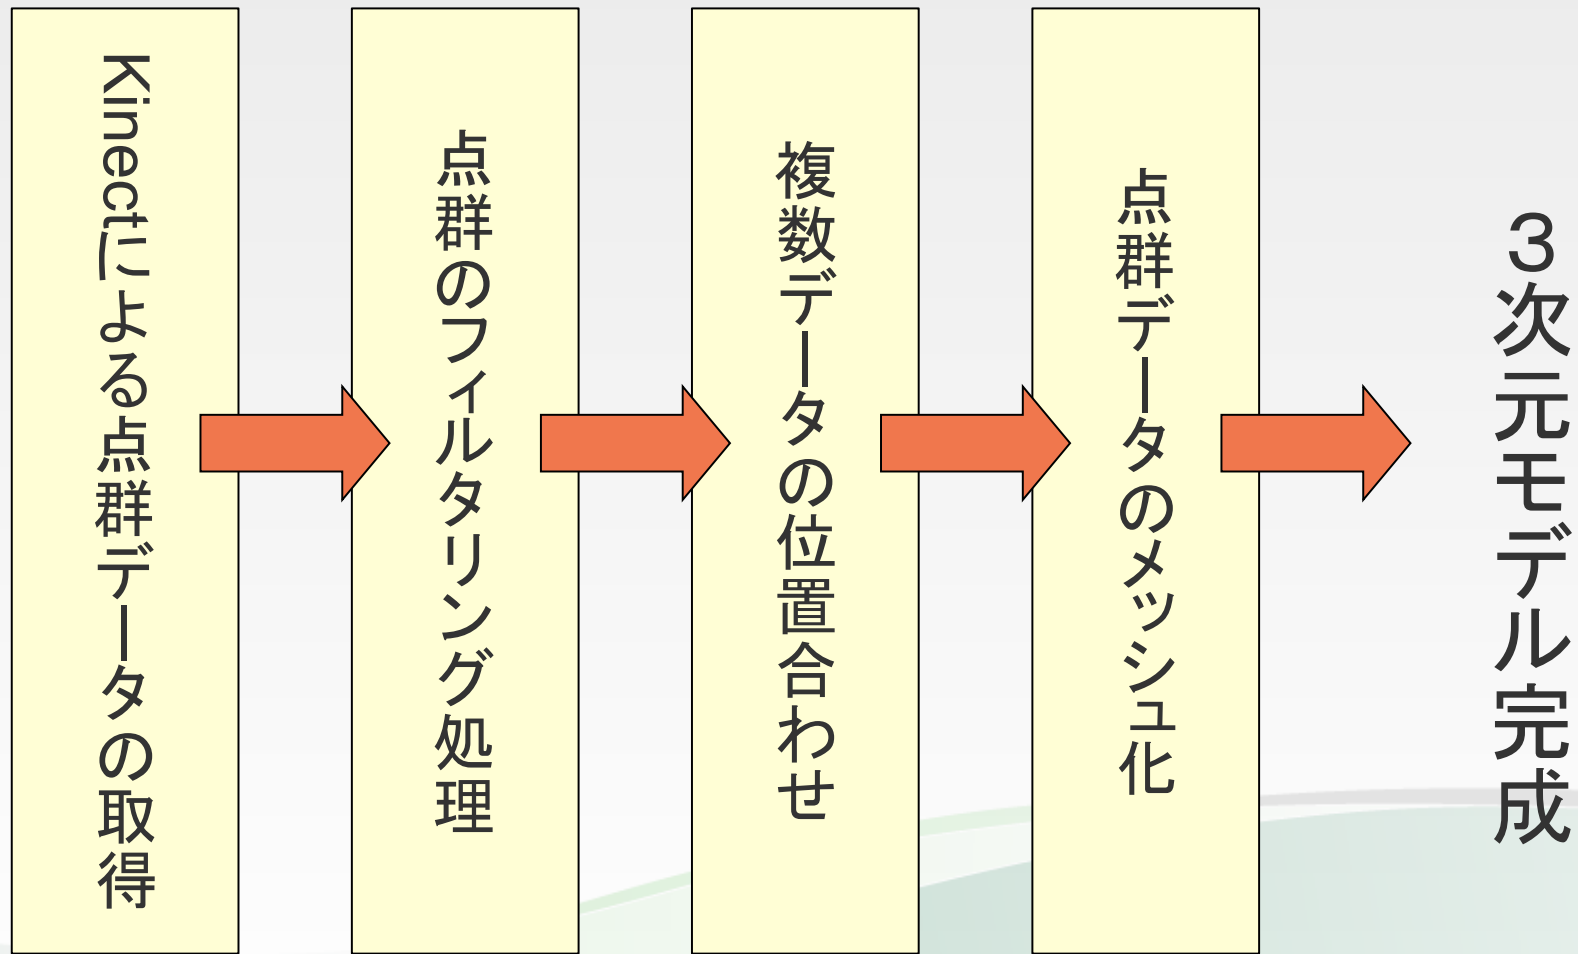 Kinectによる点群データの取得
点群のフィルタリング処理
複数データの位置合わせ
点群データのメッシュ化
３次元モデル完成